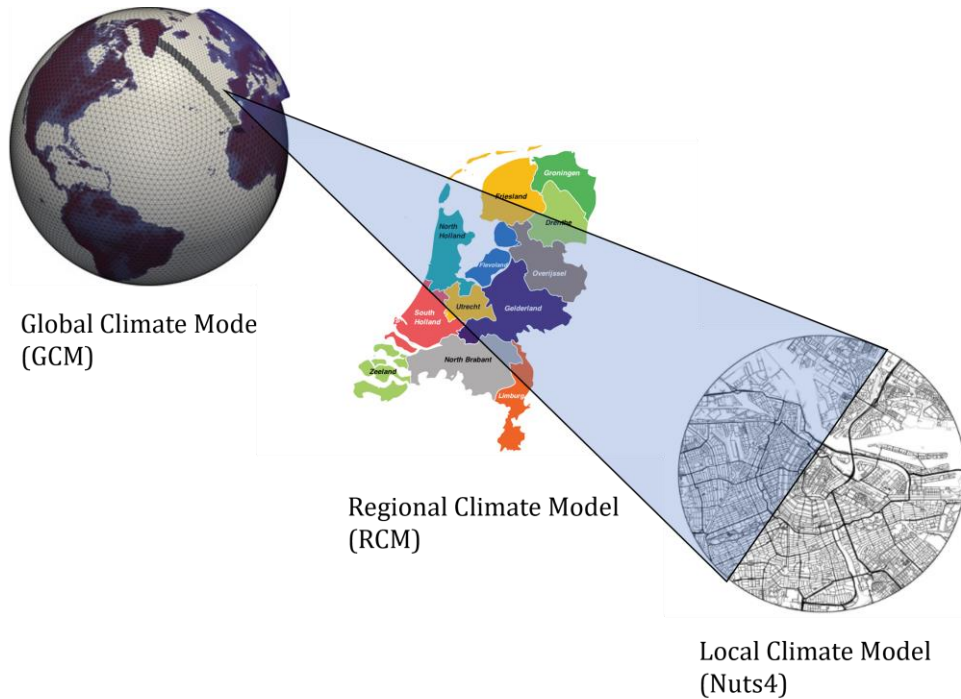 Groningen
Friesland
Drenthe
North
Holland
Flevoland
Overijssel
Utrecht
Gelderland
South
Holland
North Brabant
Zeeland
Limburg
Global Climate Mode
(GCM)
Regional Climate Model
(RCM)
Local Climate Model
(Nuts4)